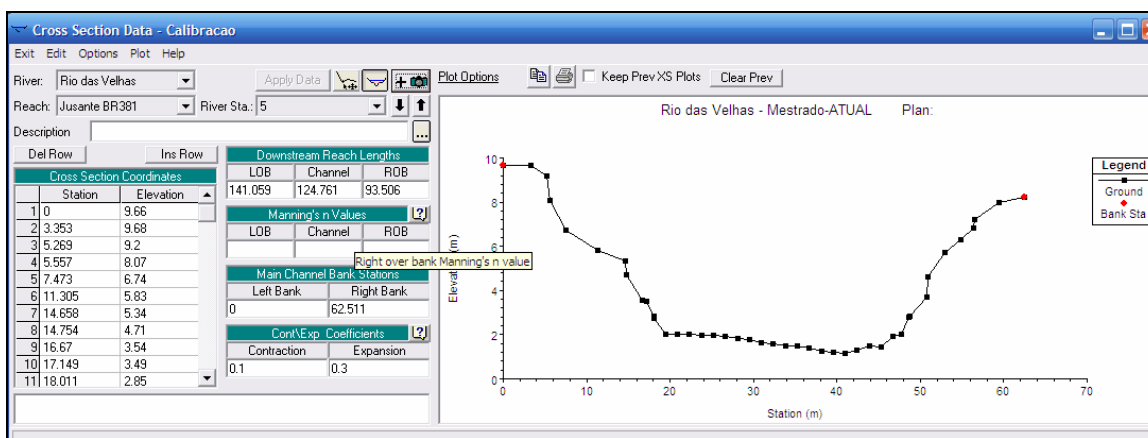 Cross Section Data - Calibracao
Exit Edit Options Plot Help
River: Rio das Velhas
Apply Data
Plot Options
Keep Prev XS Plots
Clear Prev
Reach: Jusante BR381
River Sta.: 5
Description
...
Del Row
Ins Row
Cross Section Coordinates
Station Elevation
1 0 9.66
2 3.353 9.68
3 5.269 9.2
4 5.557 8.07
5 7.473 6.74
6 11.305 5.83
7 14.658 5.34
8 14.754 4.71
9 16.67 3.54
10 17.149 3.49
11 18.011 2.85
Downstream Reach Lengths
LOB Channel ROB
141.059 124.761 93.506
Manning's n Values
LOB Channel ROB
Right over bank Manning's n value
Main Channel Bank Stations
Left Bank Right Bank
0 62.511
Cont\Exp Coefficients
Contraction Expansion
0.1 0.3
Rio das Velhas - Mestrado-ATUAL Plan:
10
8
6
4
2
0
Elevation (m)
0 10 20 30 40 50 60 70
Station (m)
Legend
Ground
Bank Sta